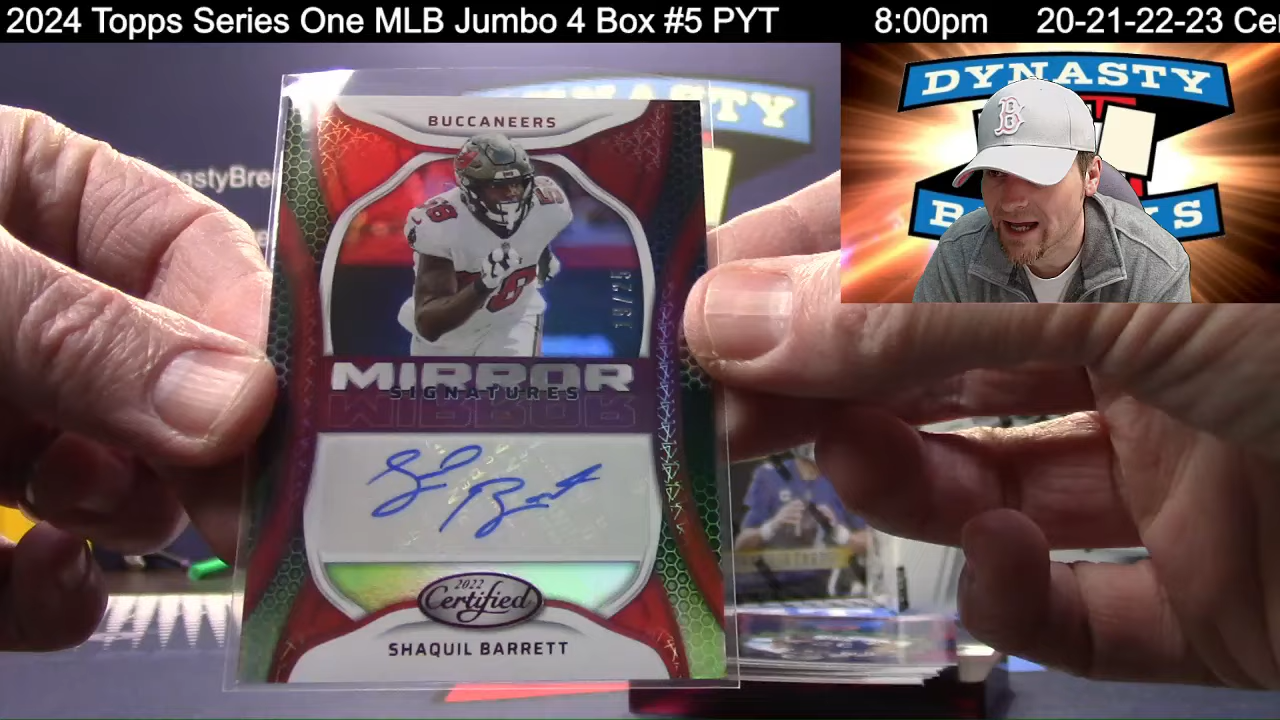 2024 Topps Series One MLB Jumbo 4 Box #5 PYT 8:00pm 20-21-22-23
BUCCANEERS
MIRROR
SIGNATURES
2022
Certified
SHAQUIL BARRETT
DYNASTY
B